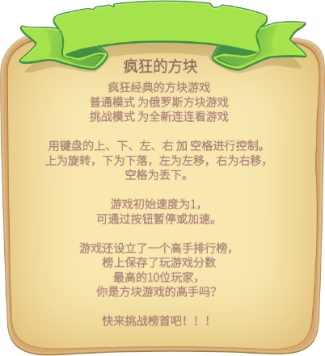 疯狂的方块
疯狂经典的方块游戏
普通模式 为俄罗斯方块游戏
挑战模式 为全新连连看游戏
用键盘的上、下、左、右 加 空格进行控制。
上为旋转，下为下落，左为左移，右为右移，
空格为丢下。
游戏初始速度为1，
可通过按钮暂停或加速。
游戏还设立了一个高手排行榜，
榜上保存了玩游戏分数
最高的10位玩家，
你是方块游戏的高手吗？
快来挑战榜首吧！！！